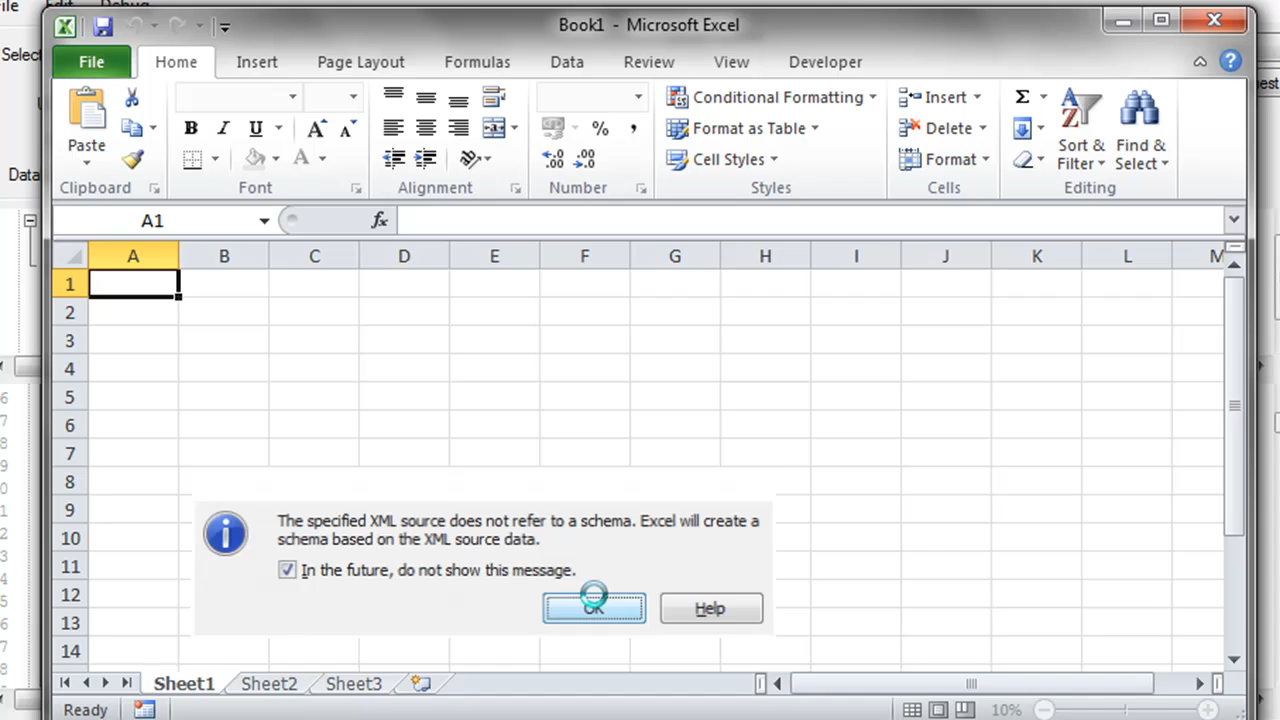 File Edit
Book1 - Microsoft Excel
File Home Insert Page Layout Formulas Data Review View Developer
Select
Paste
B I U A A
% ,
Conditional Formatting
Format as Table
Cell Styles
Insert
Delete
Format
Σ
Sort & Filter
Find & Select
Clipboard Font Alignment Number Styles Cells Editing
Data
A1 fx
A B C D E F G H I J K L M
1
2
3
4
5
6
7
8
9
10
11
12
13
14
The specified XML source does not refer to a schema. Excel will create a
schema based on the XML source data.
In the future, do not show this message.
OK Help
Sheet1 Sheet2 Sheet3
Ready 10%